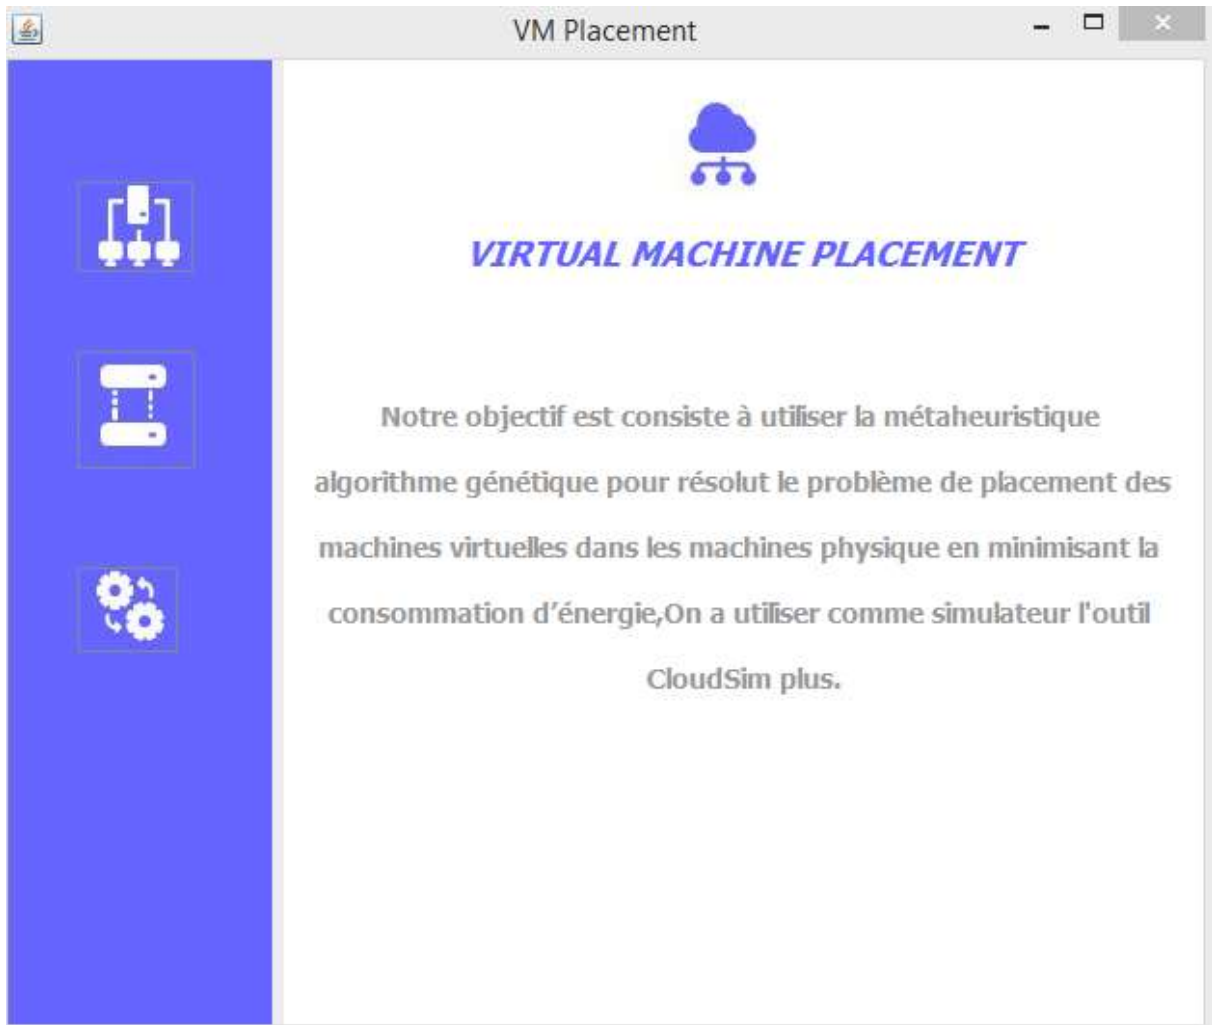 VM Placement
VIRTUAL MACHINE PLACEMENT
Notre objectif est consiste à utiliser la métaheuristique
algorithme génétique pour résolut le problème de placement des
machines virtuelles dans les machines physique en minimisant la
consommation d’énergie,On a utiliser comme simulateur l'outil
CloudSim plus.